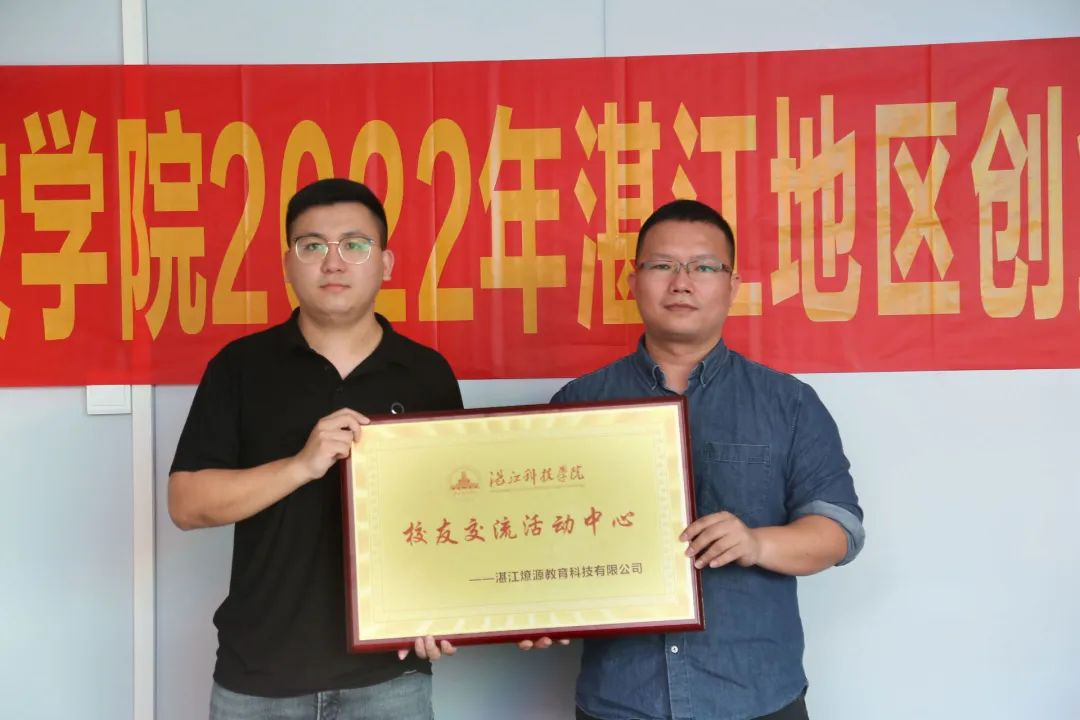 技学院2022年湛江地区创
湛江科技学院
校友交流活动中心
——湛江燎源教育科技有限公司